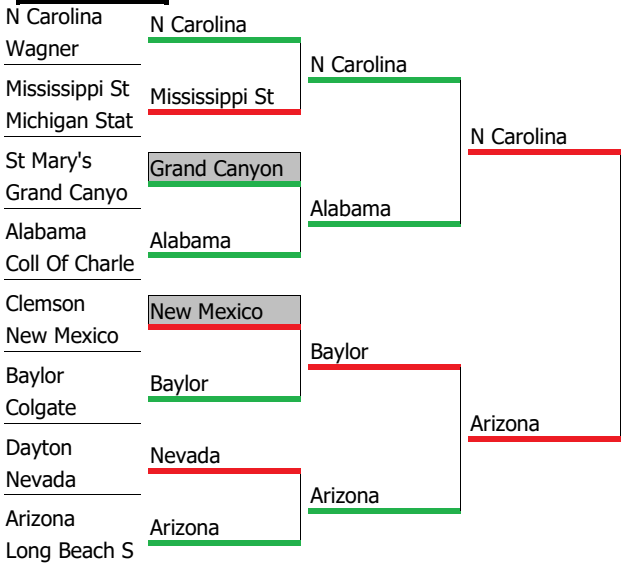 N Carolina
Wagner
Mississippi St
Michigan Stat
St Mary's
Grand Canyo
Alabama
Coll Of Charle
Clemson
New Mexico
Baylor
Colgate
Dayton
Nevada
Arizona
Long Beach S
N Carolina
Mississippi St
Grand Canyon
Alabama
New Mexico
Baylor
Nevada
Arizona
N Carolina
Alabama
Baylor
Arizona
N Carolina
Arizona